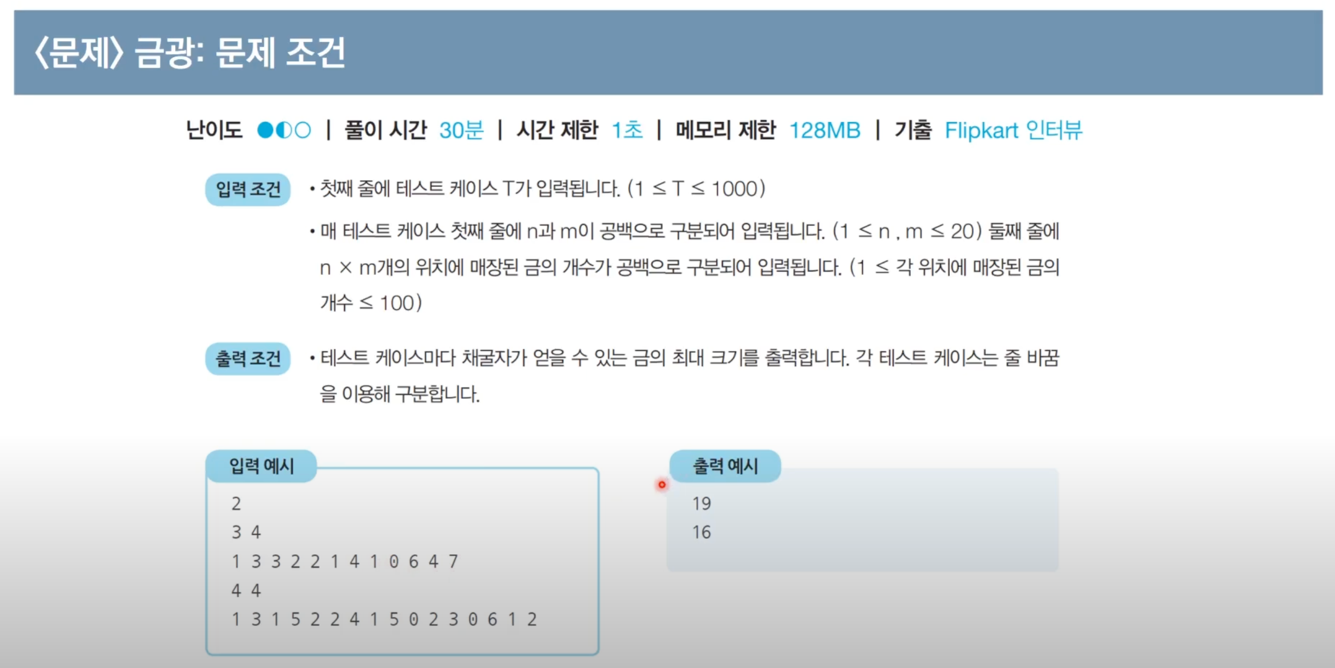 〈문제〉 금광: 문제 조건
난이도 | 풀이 시간 30분 | 시간 제한 1초 | 메모리 제한 128MB | 기출 Flipkart 인터뷰
입력 조건
• 첫째 줄에 테스트 케이스 T가 입력됩니다. (1 ≤ T ≤ 1000)
• 매 테스트 케이스 첫째 줄에 n과 m이 공백으로 구분되어 입력됩니다. (1 ≤ n , m ≤ 20) 둘째 줄에
n × m개의 위치에 매장된 금의 개수가 공백으로 구분되어 입력됩니다. (1 ≤ 각 위치에 매장된 금의
개수 ≤ 100)
출력 조건
• 테스트 케이스마다 채굴자가 얻을 수 있는 금의 최대 크기를 출력합니다. 각 테스트 케이스는 줄 바꿈
을 이용해 구분합니다.
입력 예시
2
3 4
1 3 3 2 2 1 4 1 0 6 4 7
4 4
1 3 1 5 2 2 4 1 5 0 2 3 0 6 1 2
출력 예시
19
16